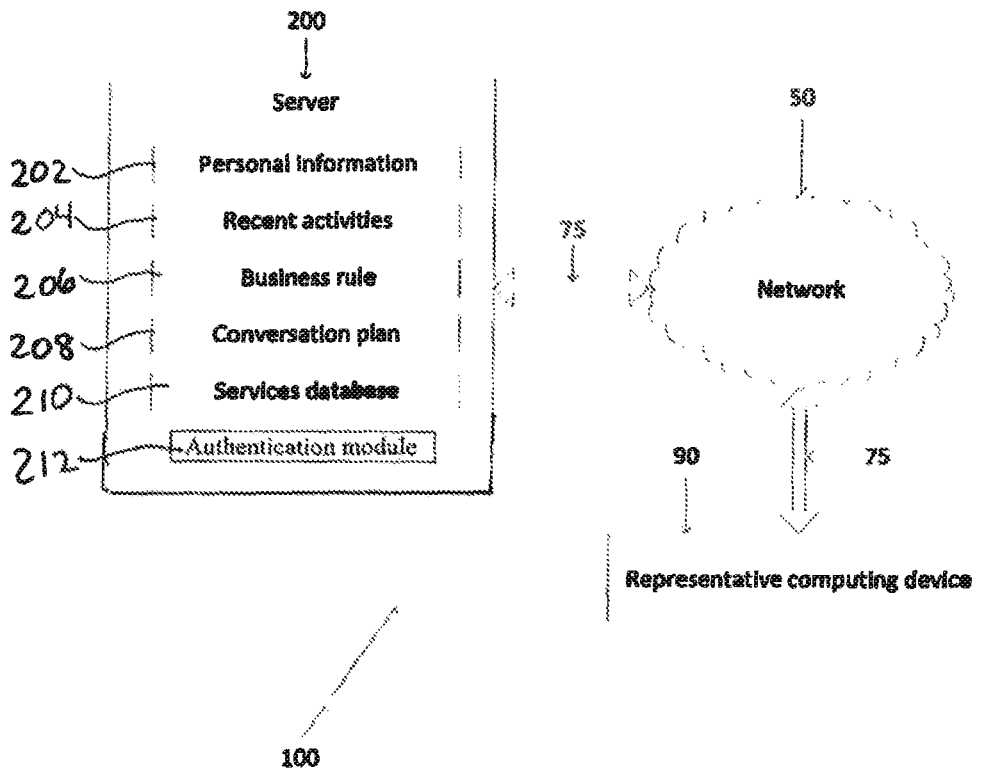 200
Server
50
202
Personal information
204
Recent activities
75
206
Business rule
Network
208
Conversation plan
210
Services database
212
Authentication module
90
75
Representative computing device
100